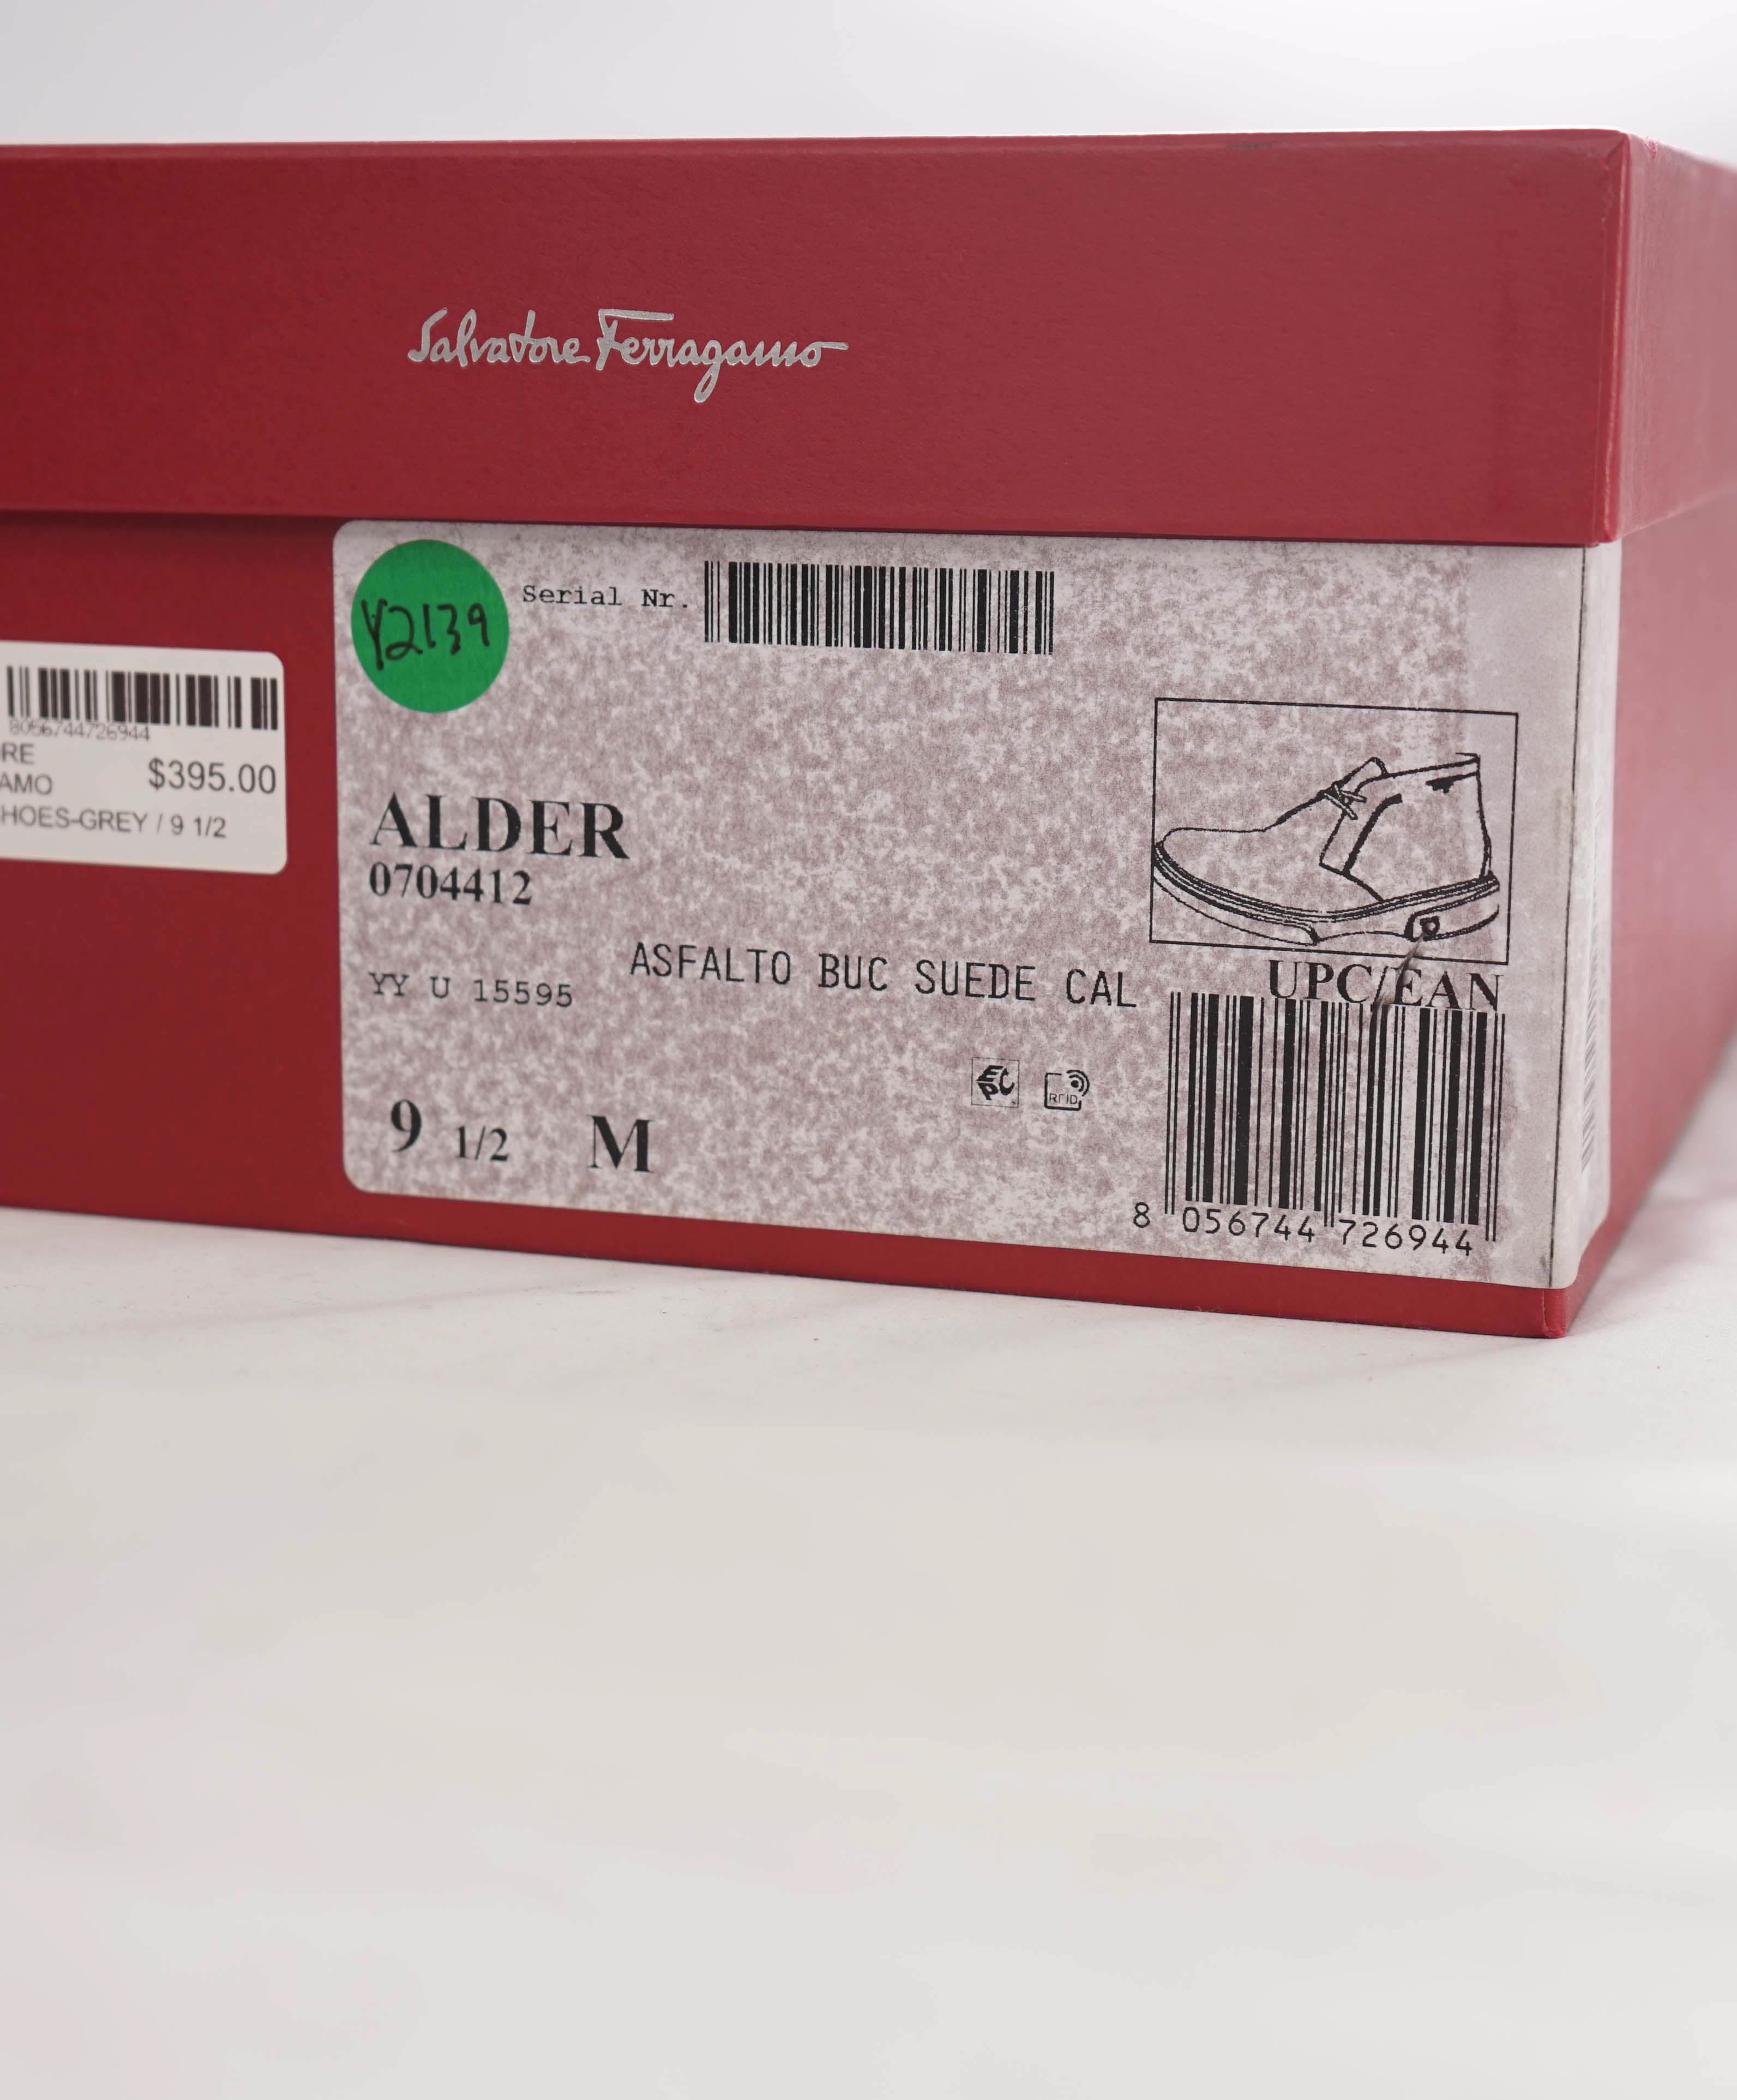 Salvatore Ferragamo
Y2139
Serial Nr.
8056744726944
RE
AMO
$395.00
HOES-GREY / 9 1/2
ALDER
0704412
YY U 15595
ASFALTO BUC SUEDE CAL
UPC/EAN
EPC
RFID
9 1/2 M
8 056744 726944